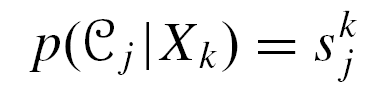 p(𝒞_j|X_k) = s_j^k